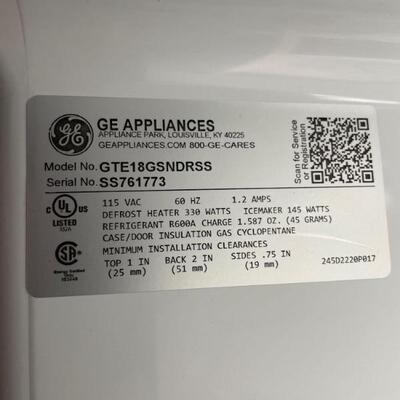 GE APPLIANCES
APPLIANCE PARK, LOUISVILLE, KY 40225
GEAPPLIANCES.COM 800-GE-CARES
Scan for Service
or Registration
Model No. GTE18GSNDRSS
Serial No. SS761773
115 VAC 60 HZ 1.2 AMPS
DEFROST HEATER 330 WATTS ICEMAKER 145 WATTS
REFRIGERANT R600A CHARGE 1.587 OZ. (45 GRAMS)
CASE/DOOR INSULATION GAS CYCLOPENTANE
MINIMUM INSTALLATION CLEARANCES
TOP 1 IN BACK 2 IN SIDES .75 IN
(25 mm) (51 mm) (19 mm) 245D2220P017
C UL US
LISTED